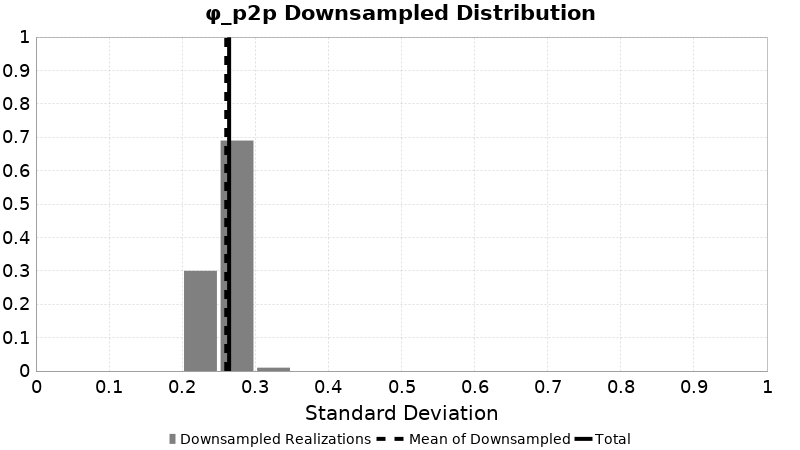 φ_p2p Downsampled Distribution
1
0.9
0.8
0.7
0.6
0.5
0.4
0.3
0.2
0.1
0
0 0.1 0.2 0.3 0.4 0.5 0.6 0.7 0.8 0.9 1
Standard Deviation
Downsampled Realizations Mean of Downsampled Total